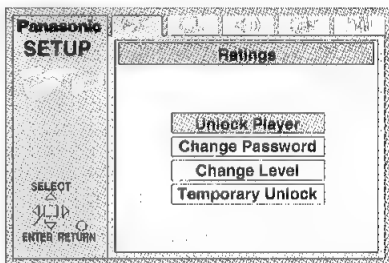 Panasonic
SETUP
Ratings
Unlock Player
Change Password
Change Level
Temporary Unlock
SELECT
ENTER RETURN